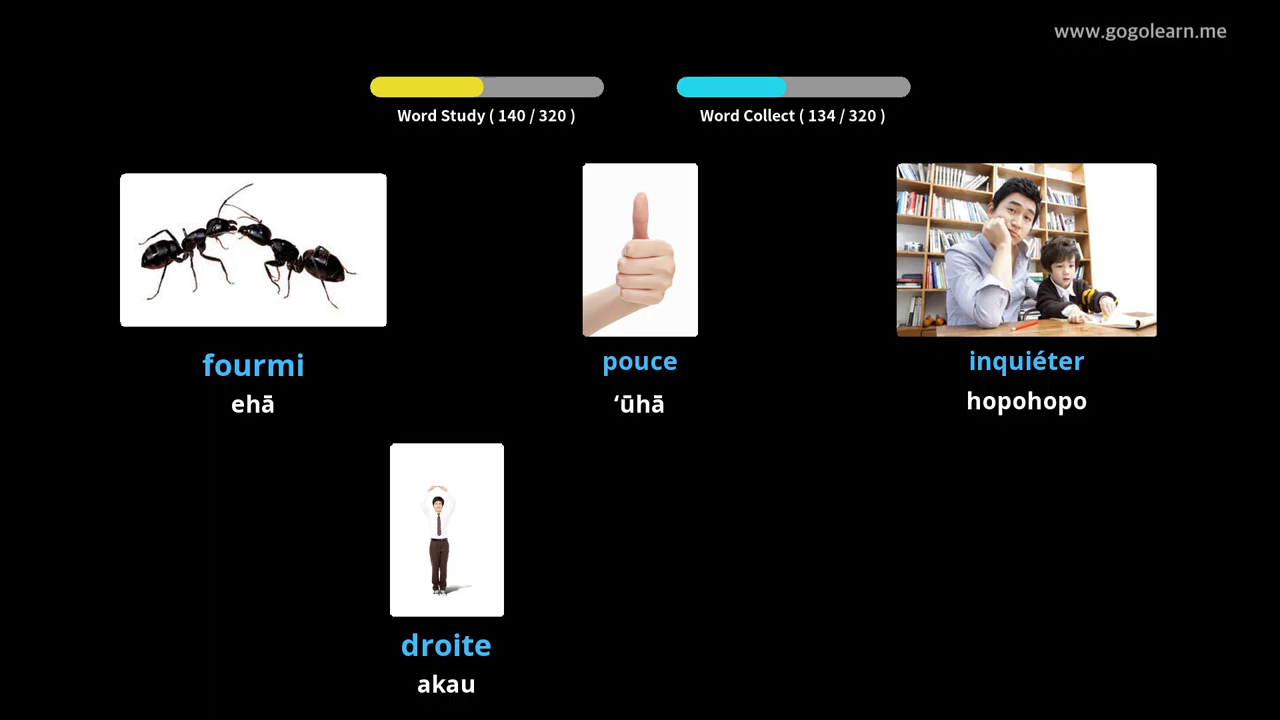 www.gogolearn.me
Word Study ( 140 / 320 )
Word Collect ( 134 / 320 )
fourmi
ehā
pouce
ʻūhā
inquiéter
hopohopo
droite
akau